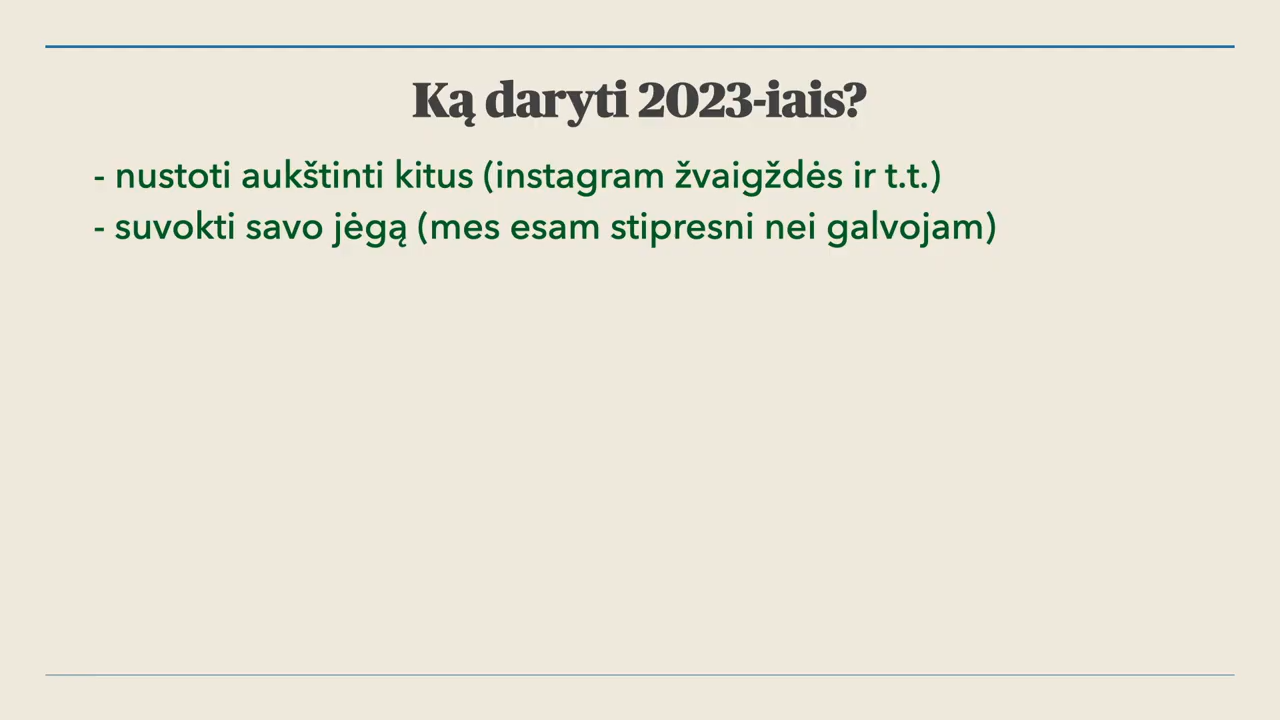 Ką daryti 2023-iais?
- nustoti aukštinti kitus (instagram žvaigždės ir t.t.)
- suvokti savo jėgą (mes esam stipresni nei galvojam)